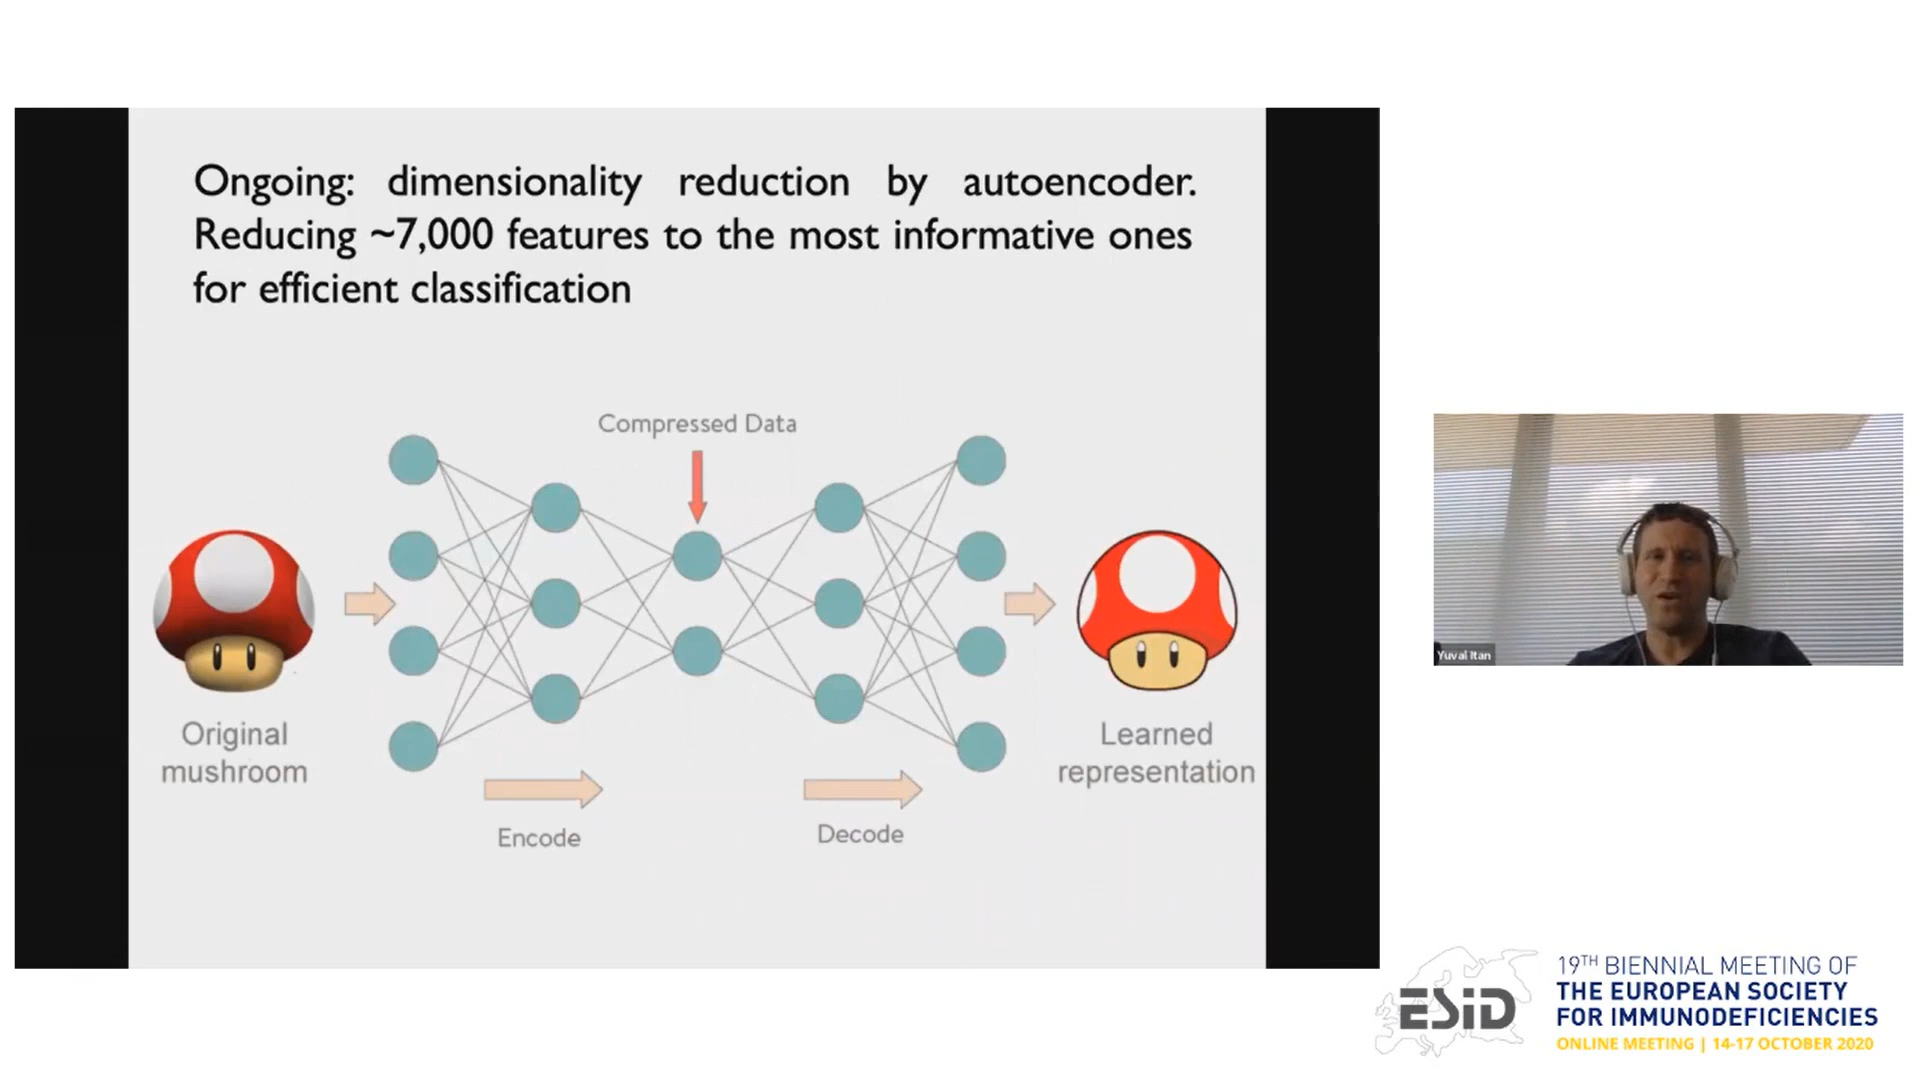 Ongoing: dimensionality reduction by autoencoder.
Reducing ~7,000 features to the most informative ones
for efficient classification
Compressed Data
Original
mushroom
Learned
representation
Encode
Decode
Yuval Itan
ESiD
19TH BIENNIAL MEETING OF
THE EUROPEAN SOCIETY
FOR IMMUNODEFICIENCIES
ONLINE MEETING | 14-17 OCTOBER 2020